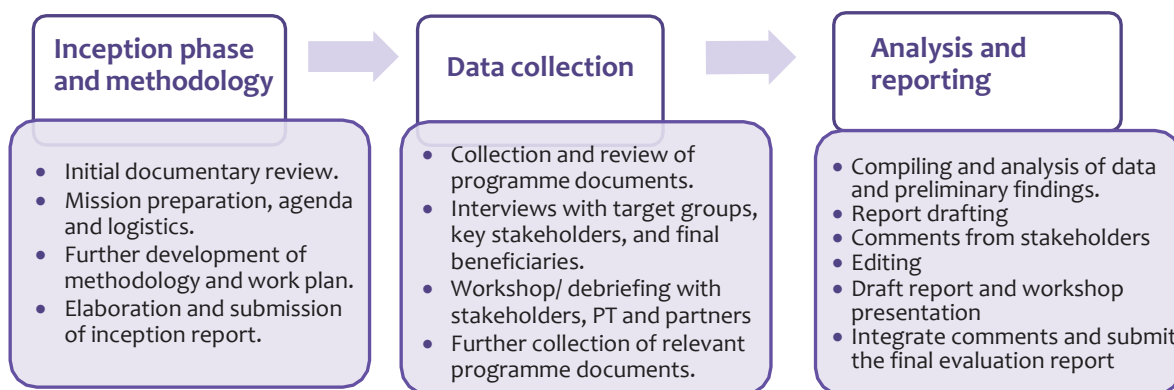 Inception phase
and methodology
• Initial documentary review.
• Mission preparation, agenda
and logistics.
• Further development of
methodology and work plan.
• Elaboration and submission
of inception report.
Data collection
• Collection and review of
programme documents.
• Interviews with target groups,
key stakeholders, and final
beneficiaries.
• Workshop/ debriefing with
stakeholders, PT and partners
• Further collection of relevant
programme documents.
Analysis and
reporting
• Compiling and analysis of data
and preliminary findings.
• Report drafting
• Comments from stakeholders
• Editing
• Draft report and workshop
presentation
• Integrate comments and submit
the final evaluation report